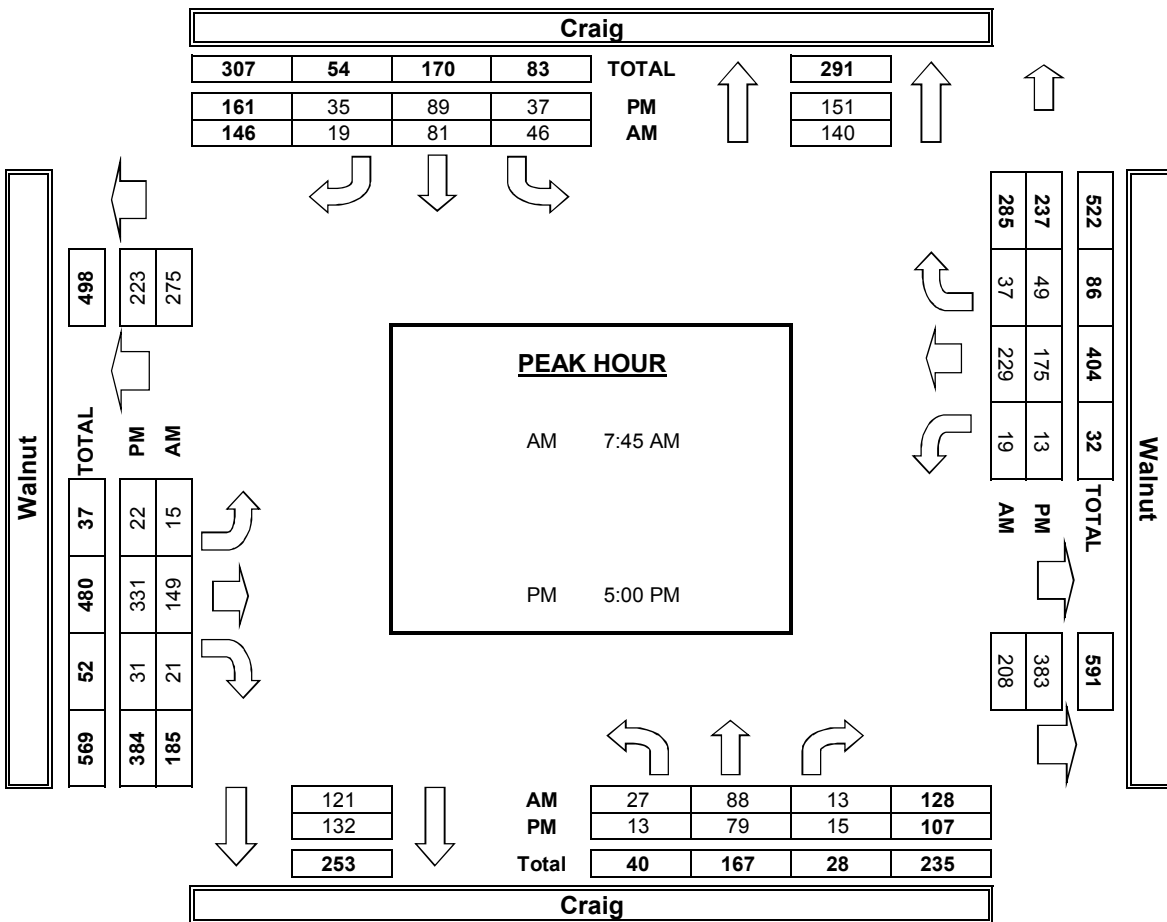 Craig
307 54 170 83 TOTAL 291
161 35 89 37 PM 151
146 19 81 46 AM 140
Walnut
498 223 275
TOTAL PM AM
37 22 15
480 331 149
52 31 21
569 384 185
PEAK HOUR
AM 7:45 AM
PM 5:00 PM
285 237 522
37 49 86
229 175 404
19 13 32
AM PM TOTAL
208 383 591
Walnut
121 AM 27 88 13 128
132 PM 13 79 15 107
253 Total 40 167 28 235
Craig